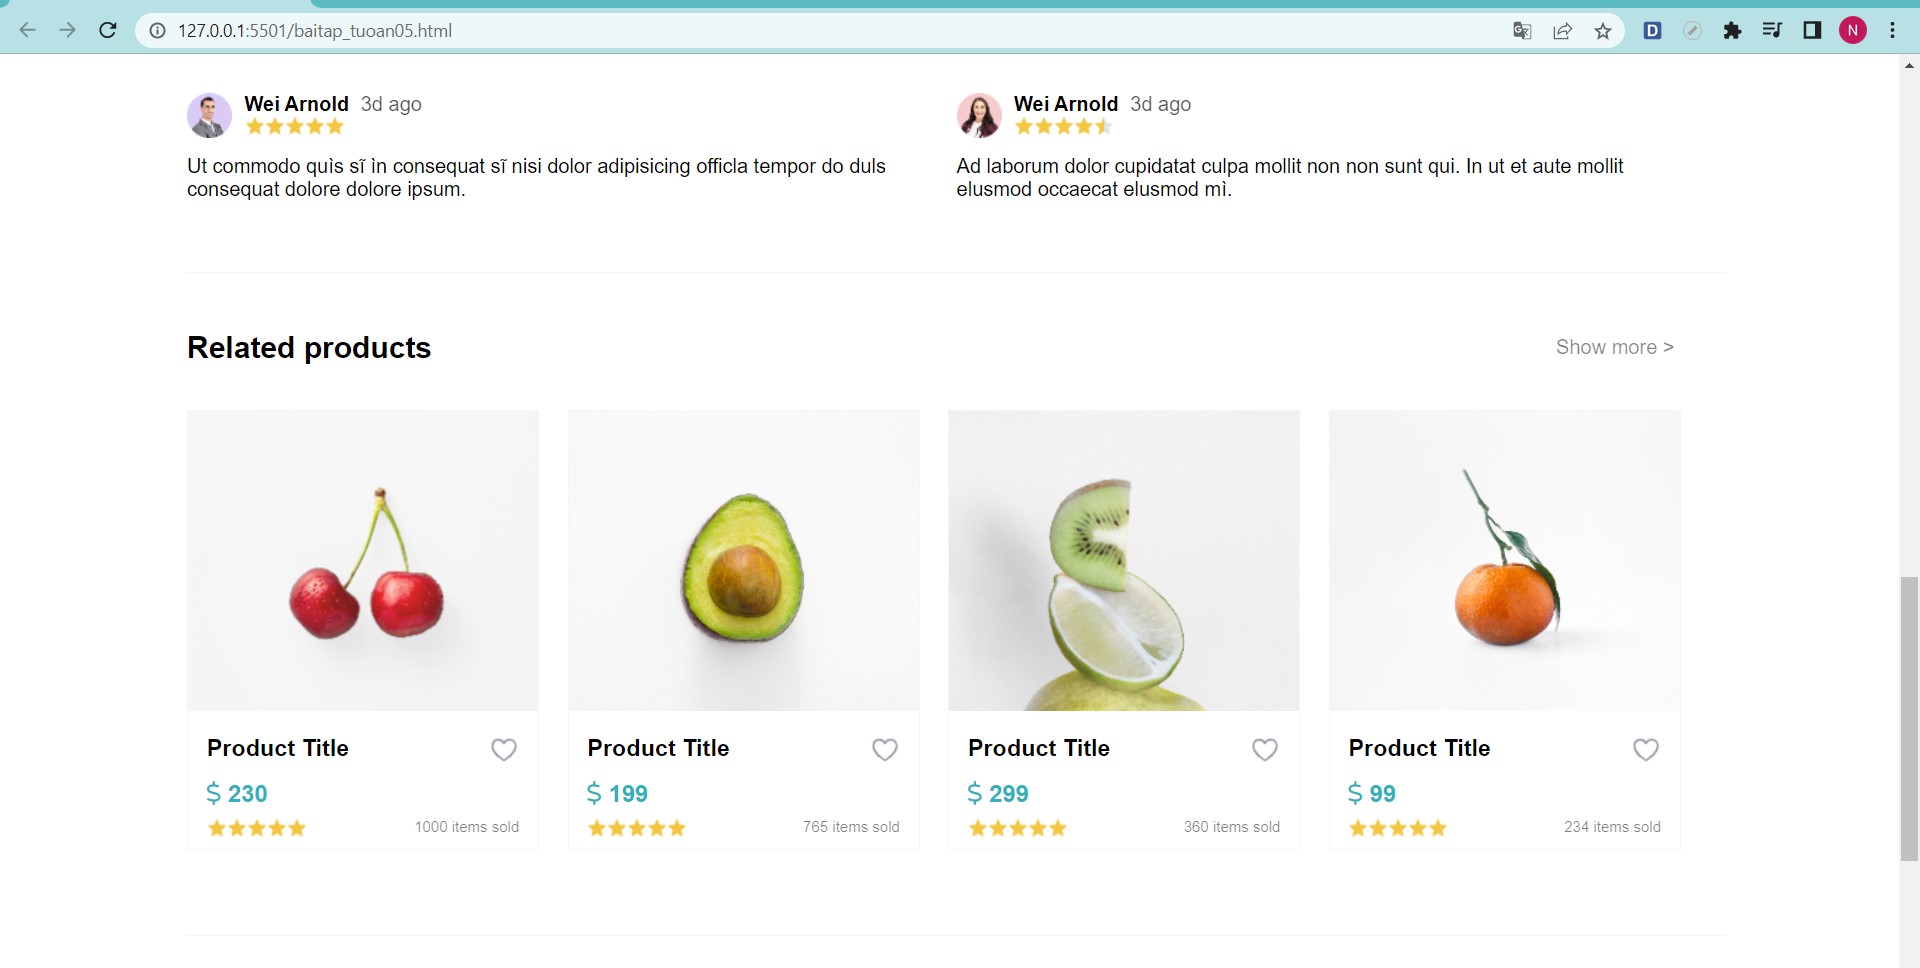 127.0.0.1:5501/baitap_tuoan05.html
D
N
Wei Arnold 3d ago
Ut commodo quìs sĩ ìn consequat sĩ nisi dolor adipisicing officla tempor do duls
consequat dolore dolore ipsum.
Wei Arnold 3d ago
Ad laborum dolor cupidatat culpa mollit non non sunt qui. In ut et aute mollit
elusmod occaecat elusmod mì.
Related products
Show more >
Product Title
$ 230
1000 items sold
Product Title
$ 199
765 items sold
Product Title
$ 299
360 items sold
Product Title
$ 99
234 items sold